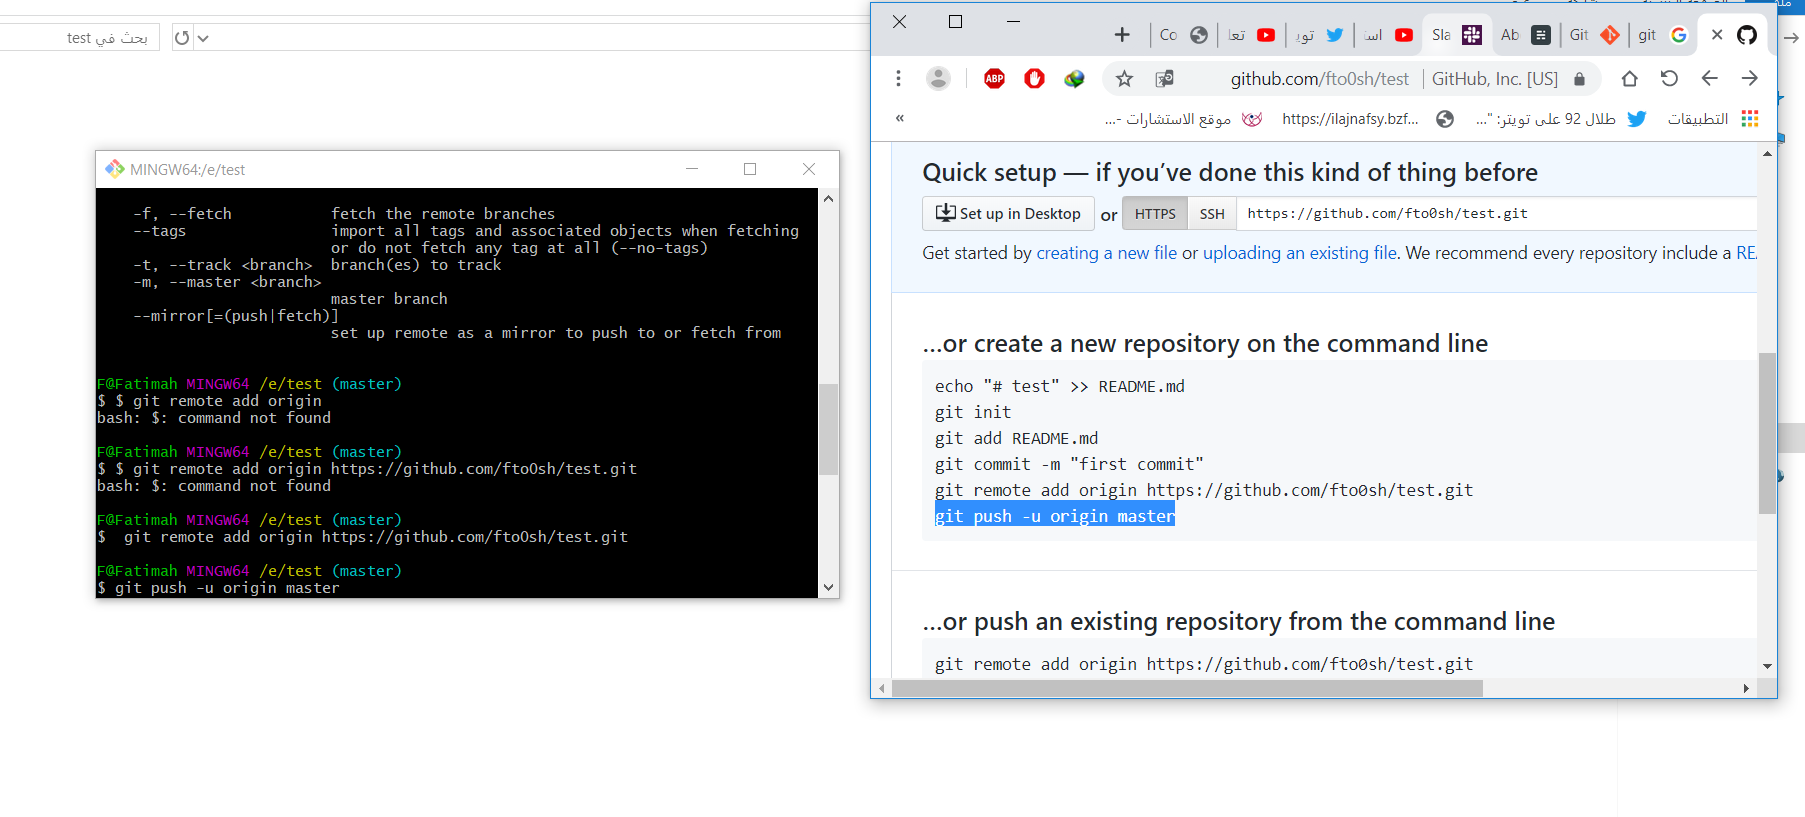 بحث في test
MINGW64:/e/test
-f, --fetch fetch the remote branches
--tags import all tags and associated objects when fetching
or do not fetch any tag at all (--no-tags)
-t, --track <branch> branch(es) to track
-m, --master <branch>
master branch
--mirror[=(push|fetch)]
set up remote as a mirror to push to or fetch from
F@Fatimah MINGW64 /e/test (master)
$ $ git remote add origin
bash: $: command not found
F@Fatimah MINGW64 /e/test (master)
$ $ git remote add origin https://github.com/fto0sh/test.git
bash: $: command not found
F@Fatimah MINGW64 /e/test (master)
$  git remote add origin https://github.com/fto0sh/test.git
F@Fatimah MINGW64 /e/test (master)
$ git push -u origin master
Co
تعا
توي
اس
Sla
Ab
Git
git
ABP
github.com/fto0sh/test | GitHub, Inc. [US]
التطبيقات
طلال 92 على تويتر: "...
https://ilajnafsy.bzf...
موقع الاستشارات -...
«
Quick setup — if you’ve done this kind of thing before
Set up in Desktop or HTTPS SSH https://github.com/fto0sh/test.git
Get started by creating a new file or uploading an existing file. We recommend every repository include a RE
…or create a new repository on the command line
echo "# test" >> README.md
git init
git add README.md
git commit -m "first commit"
git remote add origin https://github.com/fto0sh/test.git
git push -u origin master
…or push an existing repository from the command line
git remote add origin https://github.com/fto0sh/test.git